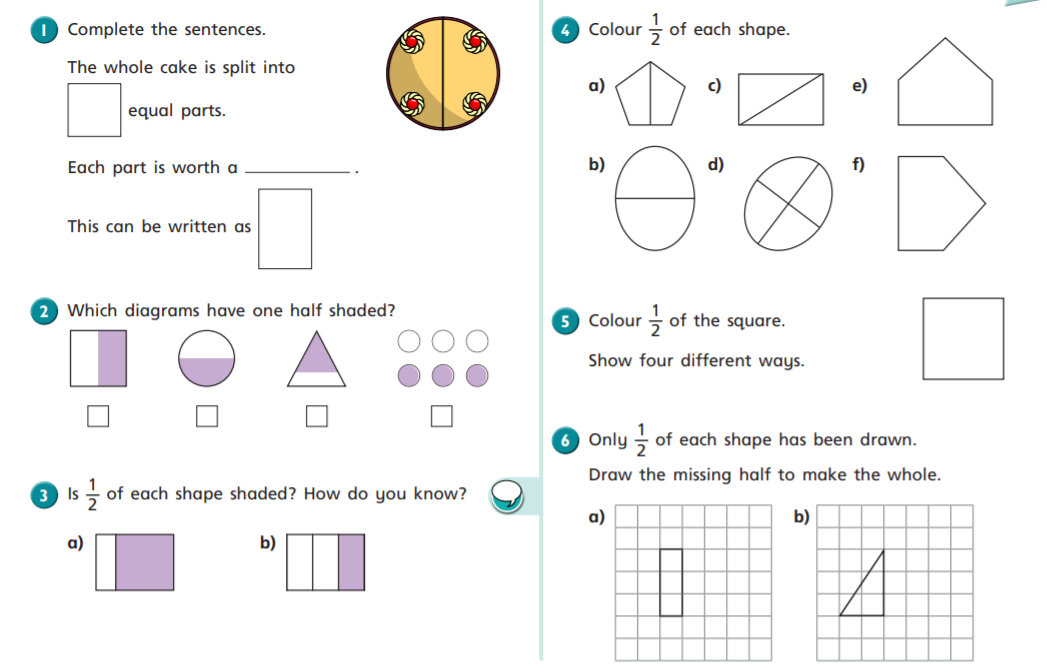 1 Complete the sentences.
The whole cake is split into
equal parts.
Each part is worth a ___________ .
This can be written as
2 Which diagrams have one half shaded?
3 Is 1/2 of each shape shaded? How do you know?
a) b)
4 Colour 1/2 of each shape.
a) c) e)
b) d) f)
5 Colour 1/2 of the square.
Show four different ways.
6 Only 1/2 of each shape has been drawn.
Draw the missing half to make the whole.
a) b)